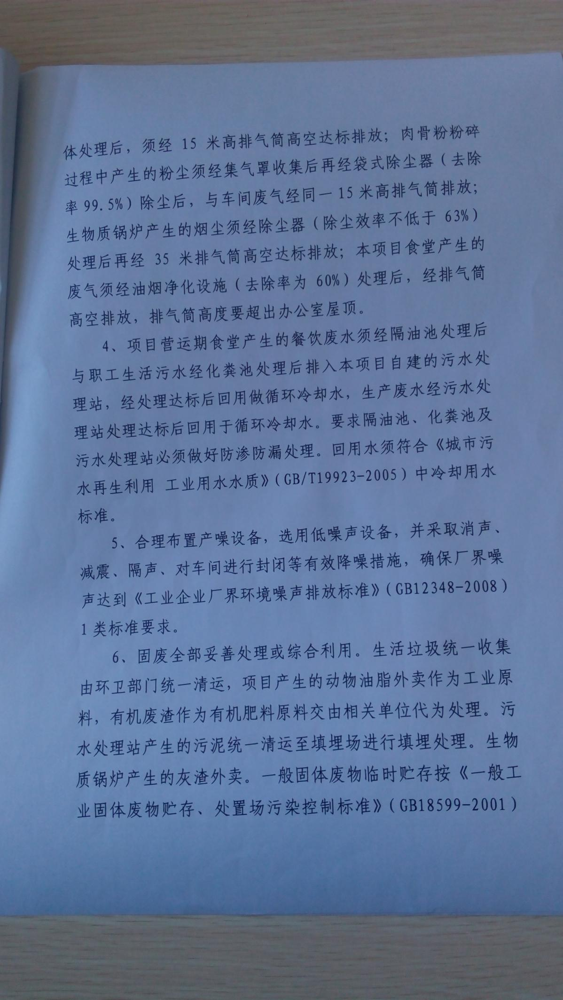 体处理后，须经 15 米高排气筒高空达标排放；肉骨粉粉碎
过程中产生的粉尘须经集气罩收集后再经袋式除尘器（去除
率 99.5%）除尘后，与车间废气经同一 15 米高排气筒排放；
生物质锅炉产生的烟尘须经除尘器（除尘效率不低于 63%）
处理后再经 35 米排气筒高空达标排放；本项目食堂产生的
废气须经油烟净化设施（去除率为 60%）处理后，经排气筒
高空排放，排气筒高度要超出办公室屋顶。
4、项目营运期食堂产生的餐饮废水须经隔油池处理后
与职工生活污水经化粪池处理后排入本项目自建的污水处
理站，经处理达标后回用做循环冷却水，生产废水经污水处
理站处理达标后回用于循环冷却水。要求隔油池、化粪池及
污水处理站必须做好防渗防漏处理。回用水须符合《城市污
水再生利用 工业用水水质》（GB/T19923-2005）中冷却用水
标准。
5、合理布置产噪设备，选用低噪声设备，并采取消声、
减震、隔声、对车间进行封闭等有效降噪措施，确保厂界噪
声达到《工业企业厂界环境噪声排放标准》（GB12348-2008）
1 类标准要求。
6、固废全部妥善处理或综合利用。生活垃圾统一收集
由环卫部门统一清运，项目产生的动物油脂外卖作为工业原
料，有机废渣作为有机肥料原料交由相关单位代为处理。污
水处理站产生的污泥统一清运至填埋场进行填埋处理。生物
质锅炉产生的灰渣外卖。一般固体废物临时贮存按《一般工
业固体废物贮存、处置场污染控制标准》（GB18599-2001）